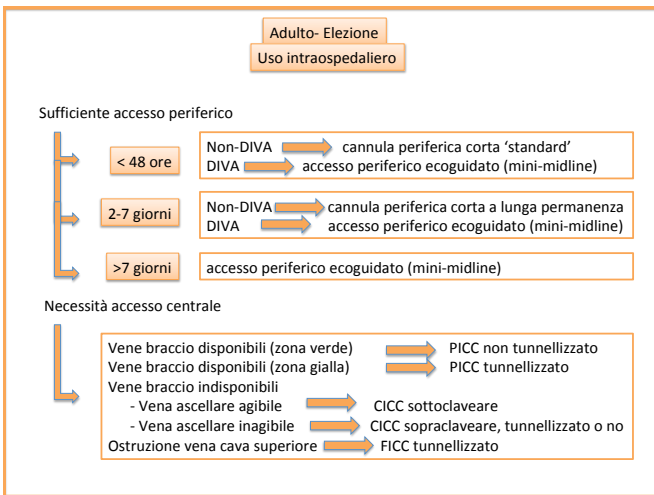 Adulto- Elezione
Uso intraospedaliero
Sufficiente accesso periferico
< 48 ore
Non-DIVA cannula periferica corta ‘standard’
DIVA accesso periferico ecoguidato (mini-midline)
2-7 giorni
Non-DIVA cannula periferica corta a lunga permanenza
DIVA accesso periferico ecoguidato (mini-midline)
>7 giorni
accesso periferico ecoguidato (mini-midline)
Necessità accesso centrale
Vene braccio disponibili (zona verde) PICC non tunnellizzato
Vene braccio disponibili (zona gialla) PICC tunnellizzato
Vene braccio indisponibili
- Vena ascellare agibile CICC sottoclaveare
- Vena ascellare inagibile CICC sopraclaveare, tunnellizzato o no
Ostruzione vena cava superiore FICC tunnellizzato